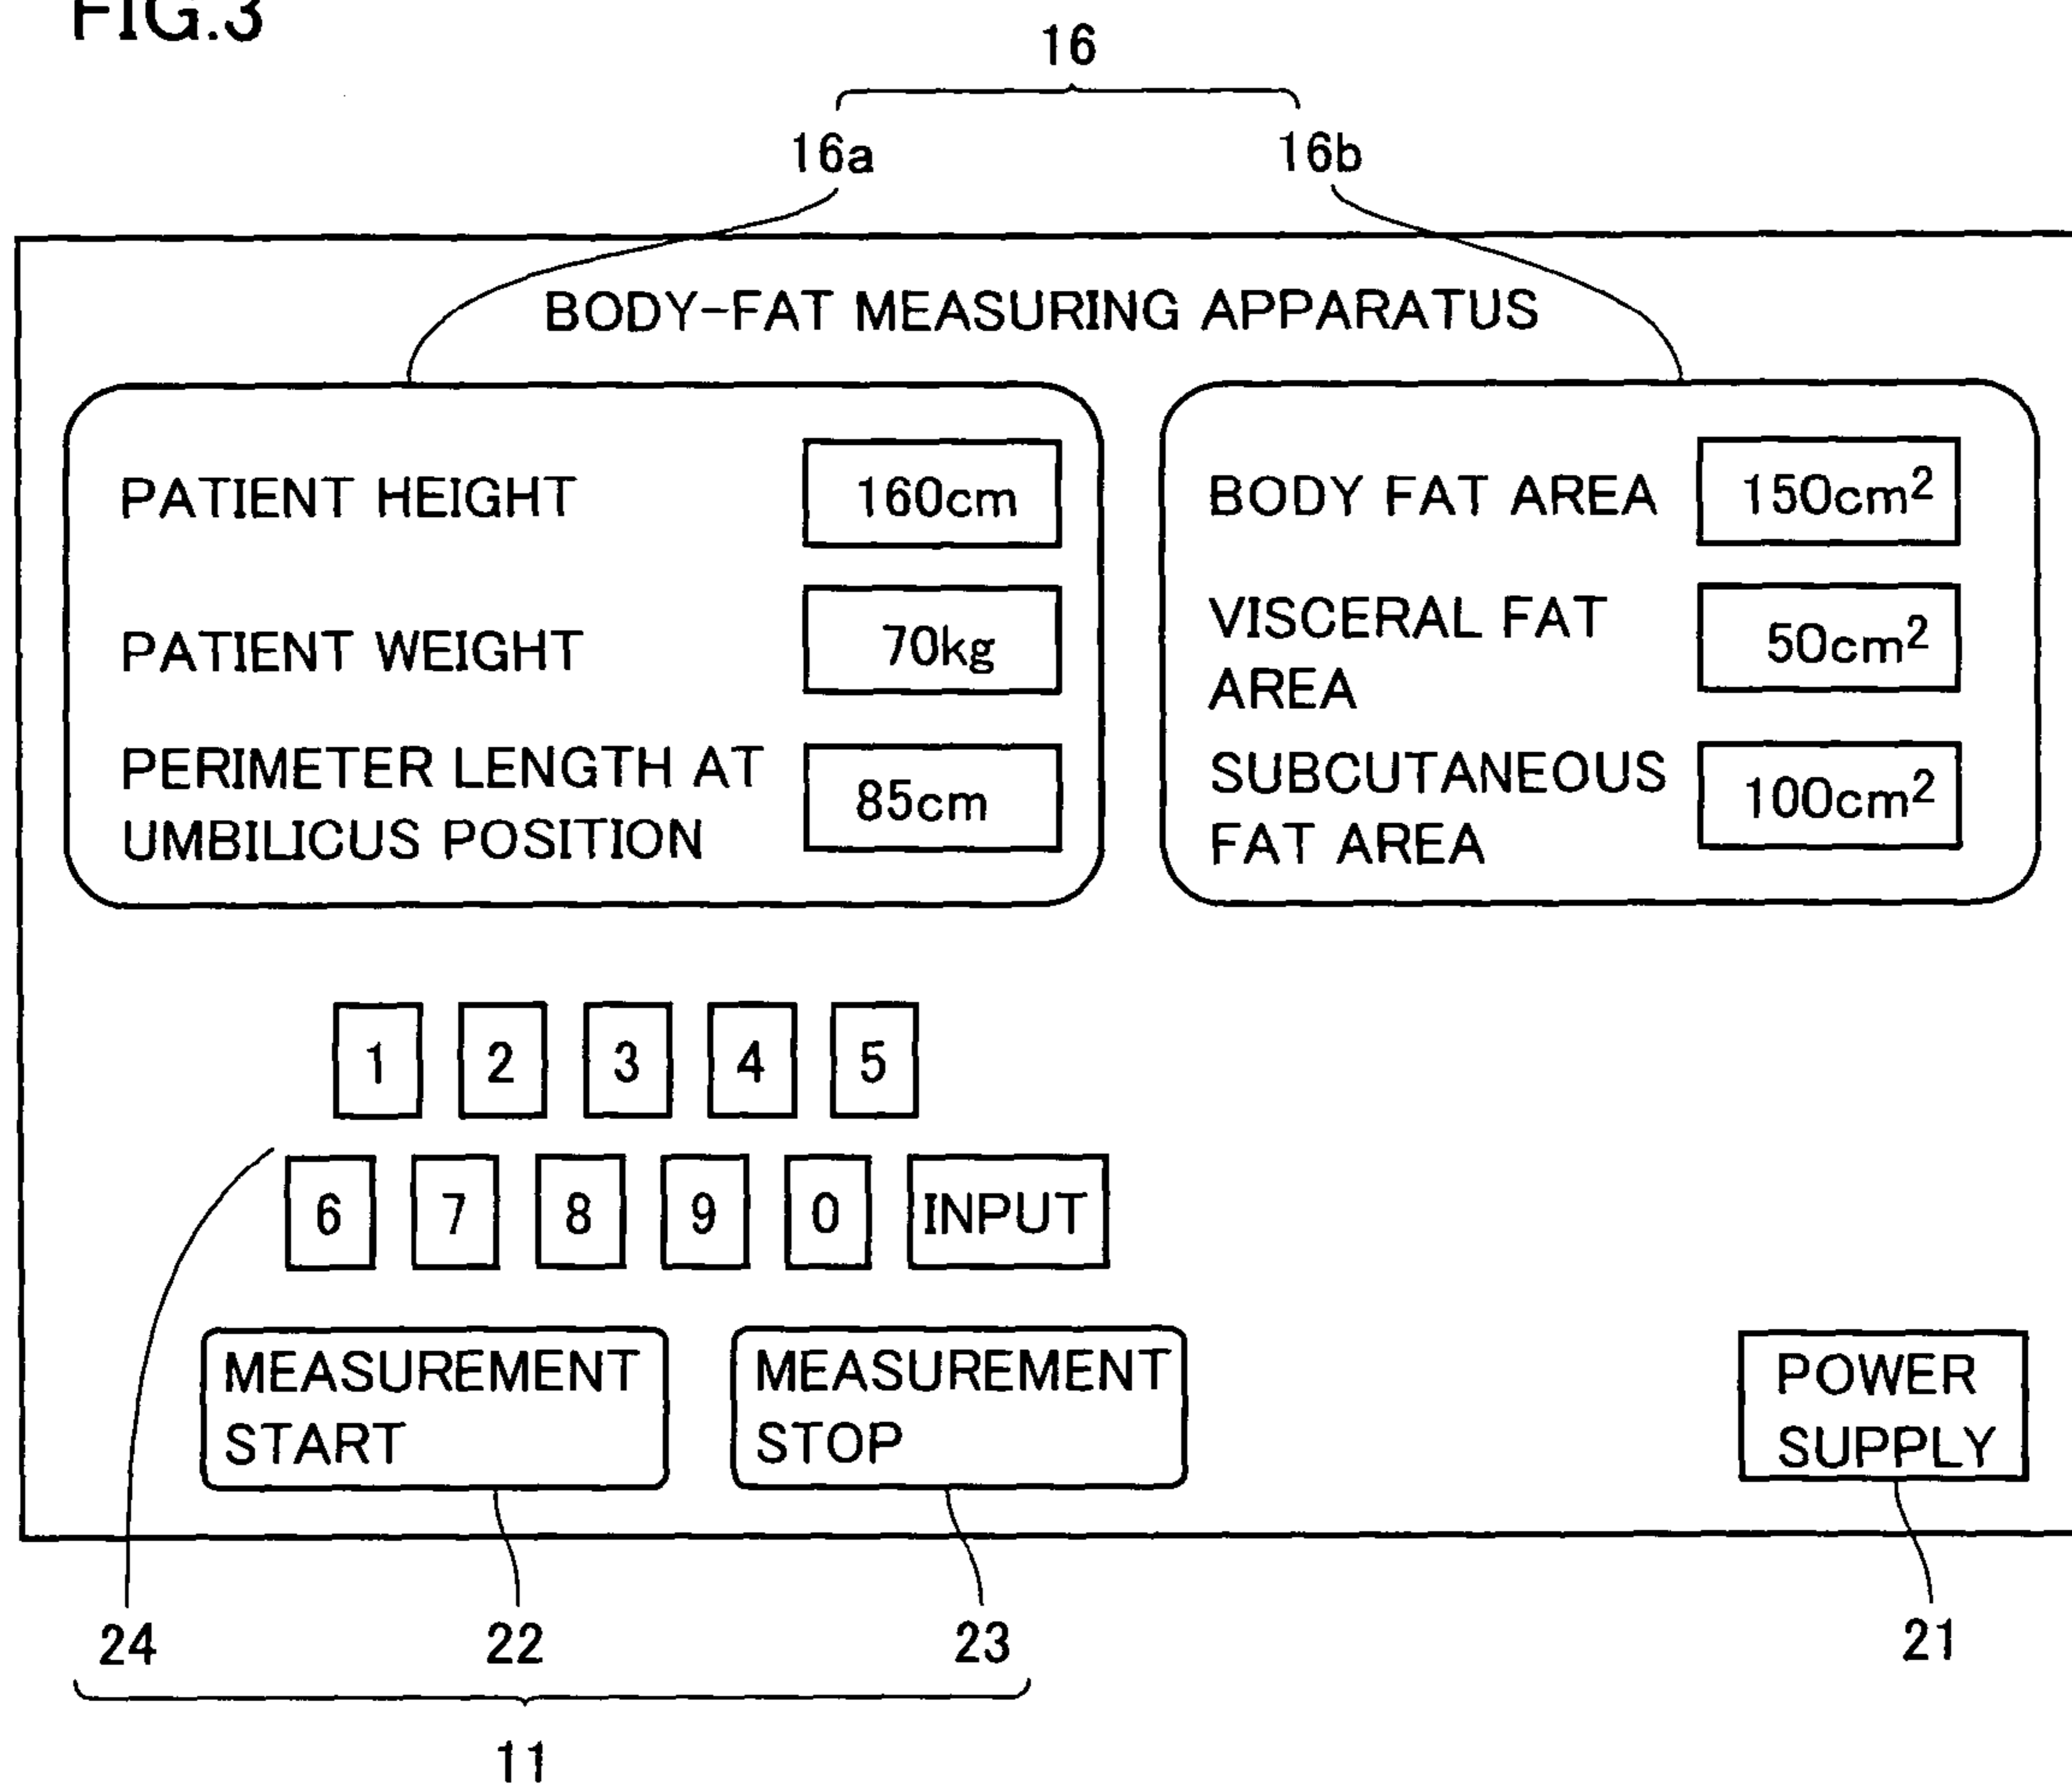 FIG.3
16
16a
16b
BODY-FAT MEASURING APPARATUS
PATIENT HEIGHT
160cm
PATIENT WEIGHT
70kg
PERIMETER LENGTH AT
UMBILICUS POSITION
85cm
BODY FAT AREA
150cm²
VISCERAL FAT
AREA
50cm²
SUBCUTANEOUS
FAT AREA
100cm²
1 2 3 4 5
6 7 8 9 0 INPUT
MEASUREMENT
START
MEASUREMENT
STOP
POWER
SUPPLY
24
22
23
21
11